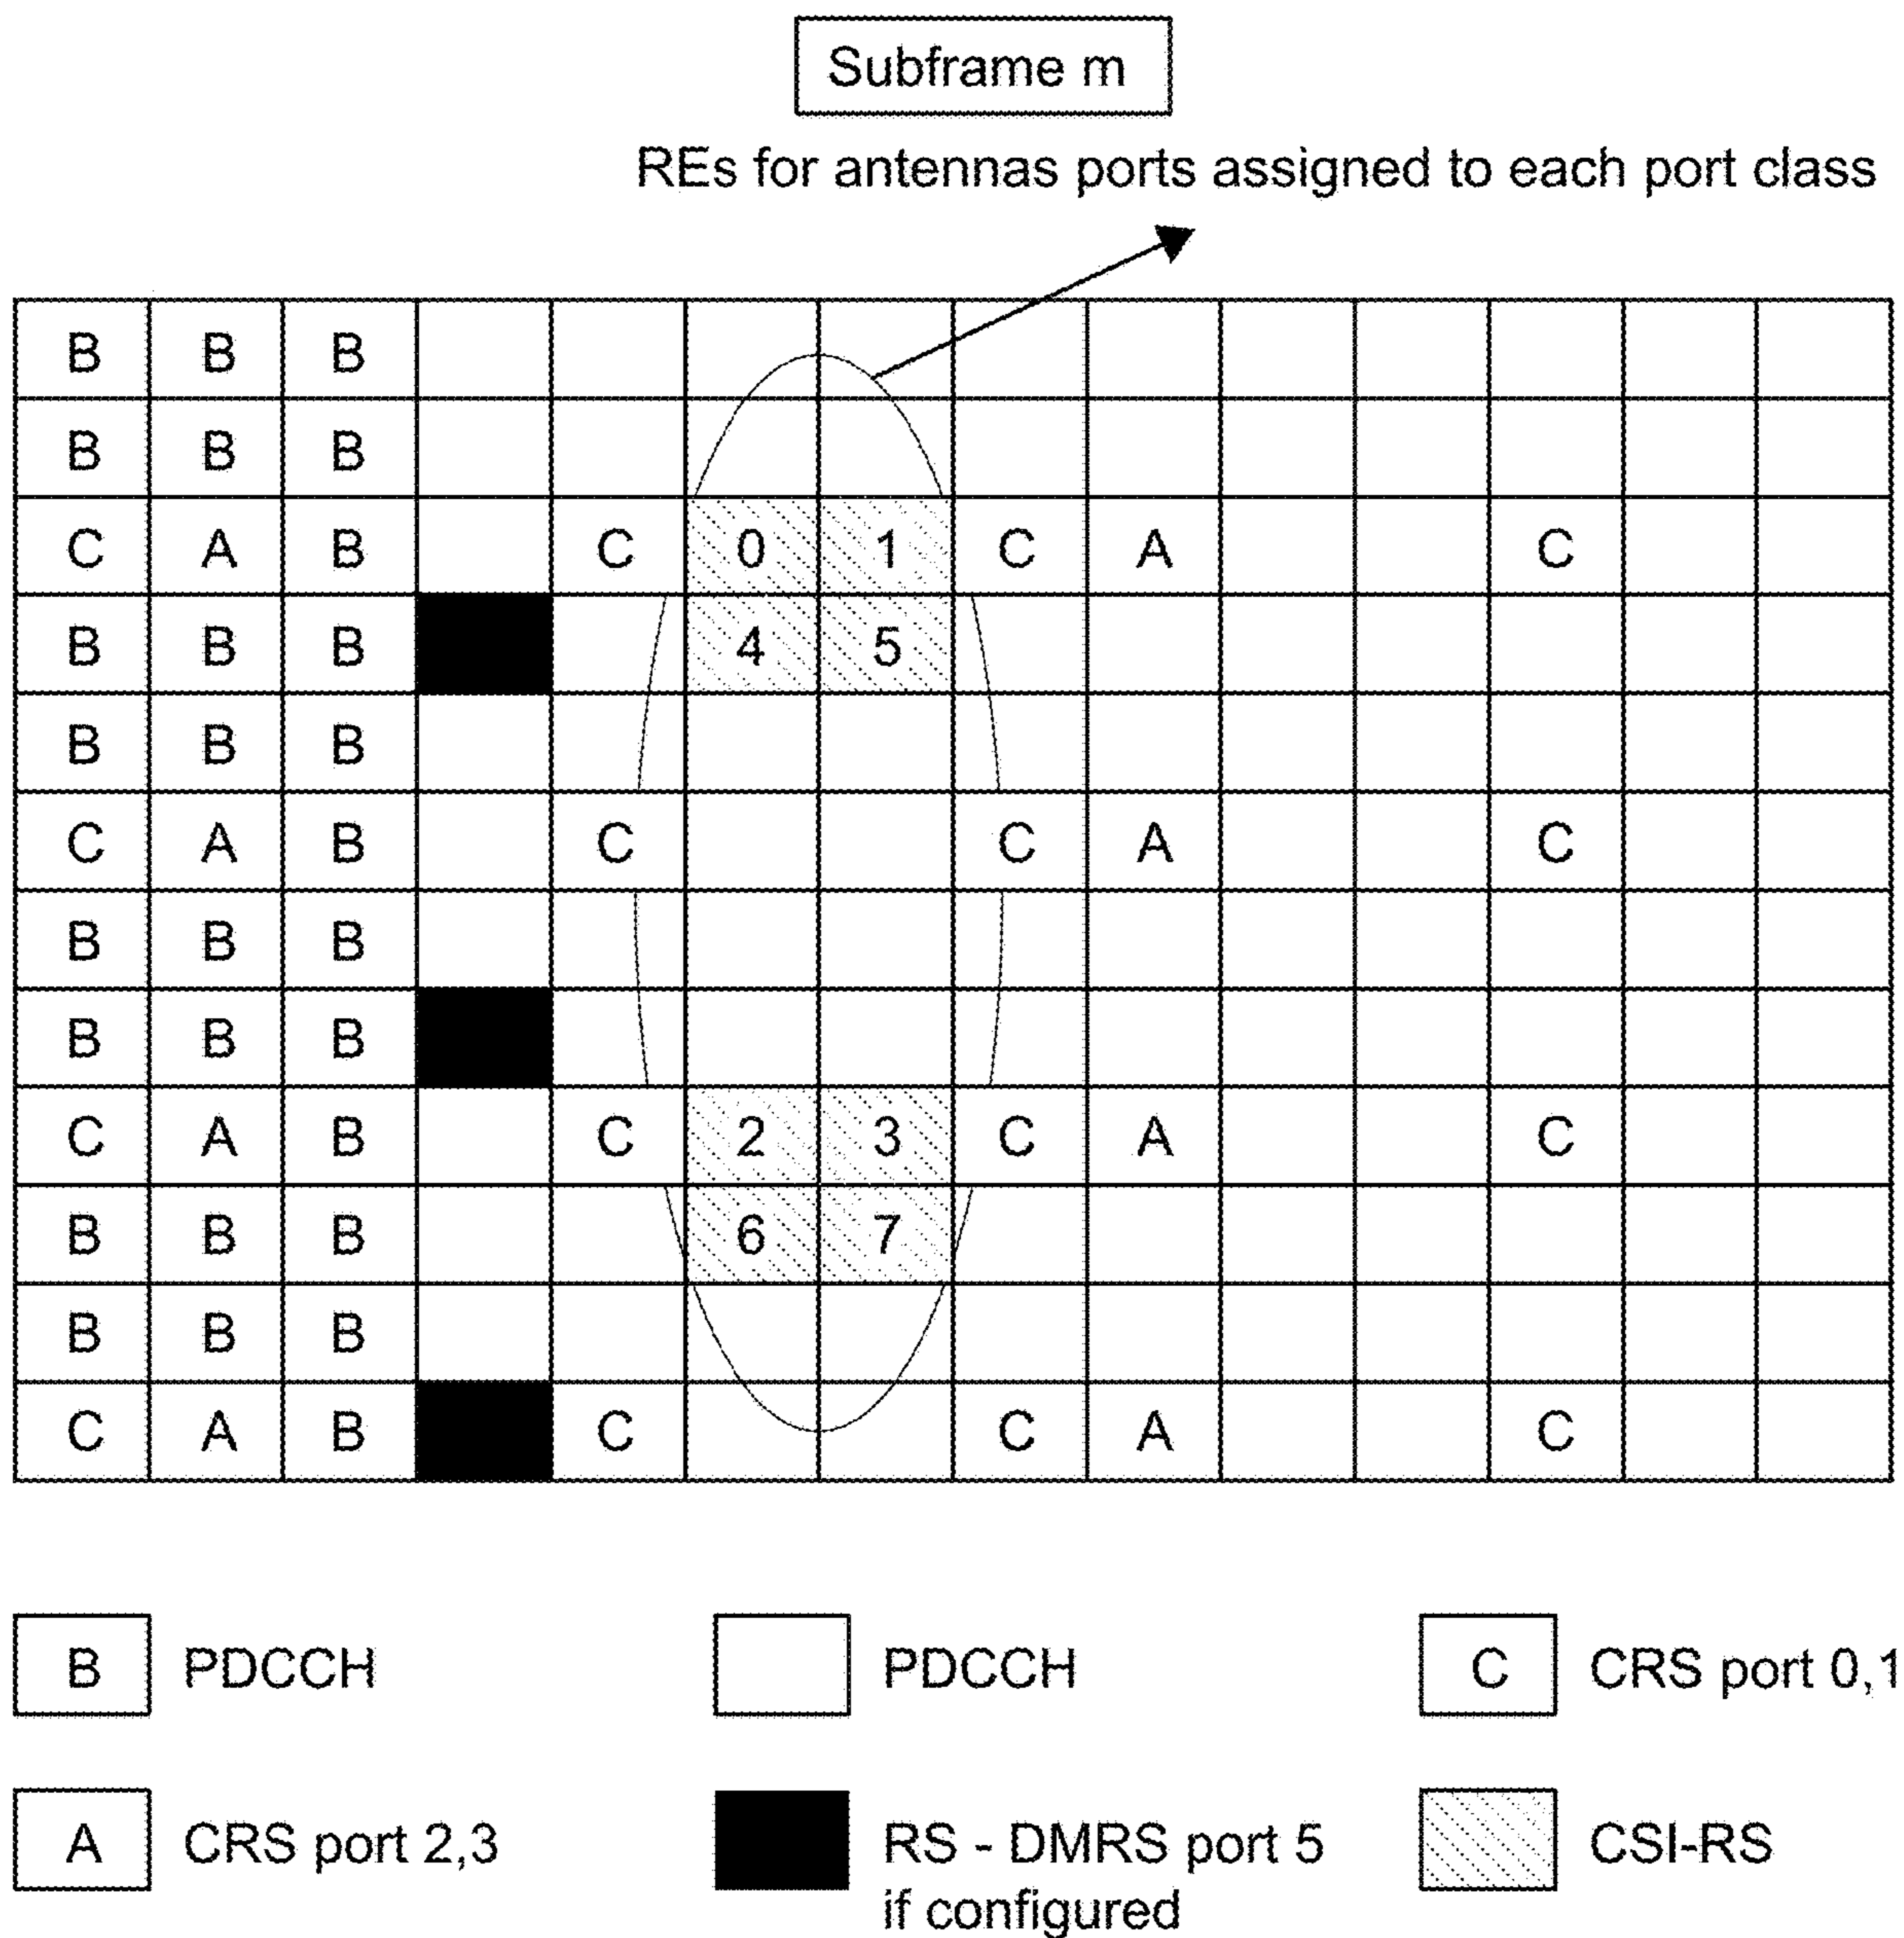 Subframe m
REs for antennas ports assigned to each port class
B B B
B B B
C A B C 0 1 C A C
B B B 4 5
B B B
C A B C C A C
B B B
B B B
C A B C 2 3 C A C
B B B 6 7
B B B
C A B C C A C
B PDCCH
PDCCH
C CRS port 0,1
A CRS port 2,3
RS - DMRS port 5
if configured
CSI-RS